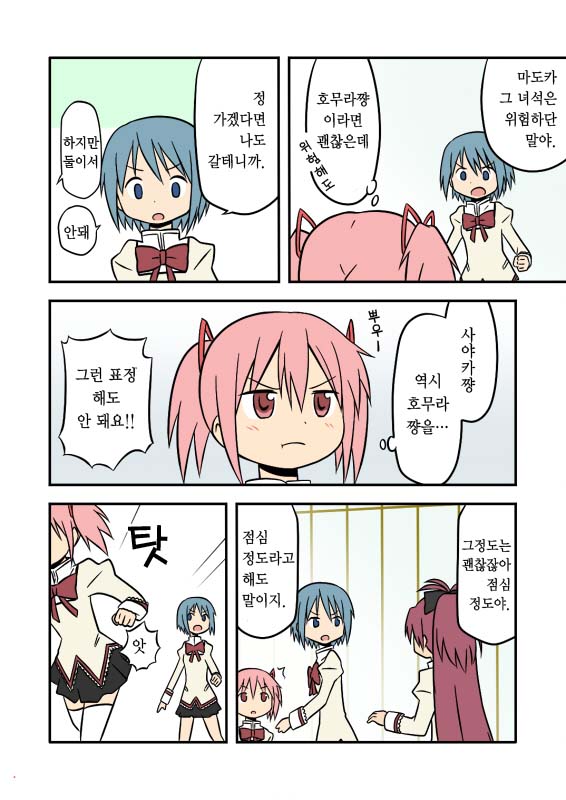 마도카
그 녀석은
위험하단
말야.
호무라쨩
이라면
괜찮은데
위험해도
정
가겠다면
나도
갈테니까.
하지만
둘이서
안돼
사야카쨩
역시
호무라
쨩을…
뿌우ー
그런 표정
해도
안 돼요!!
그정도는
괜찮잖아
점심
정도야.
점심
정도라고
해도
말이지.
탓
앗